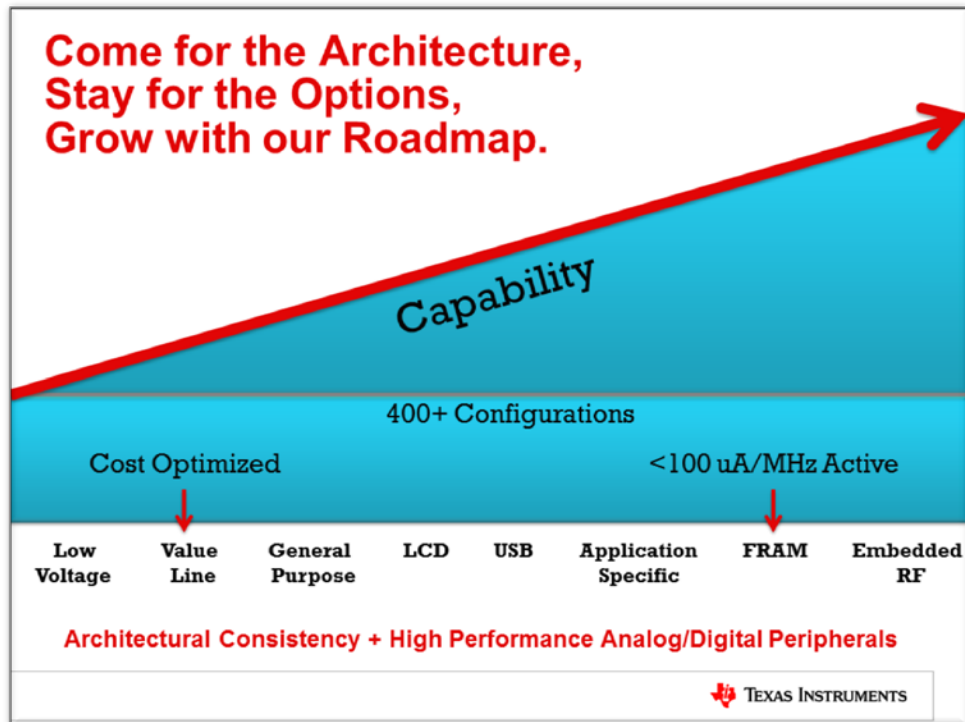 Come for the Architecture,
Stay for the Options,
Grow with our Roadmap.
Capability
400+ Configurations
Cost Optimized
<100 uA/MHz Active
Low
Voltage
Value
Line
General
Purpose
LCD
USB
Application
Specific
FRAM
Embedded
RF
Architectural Consistency + High Performance Analog/Digital Peripherals
TEXAS INSTRUMENTS